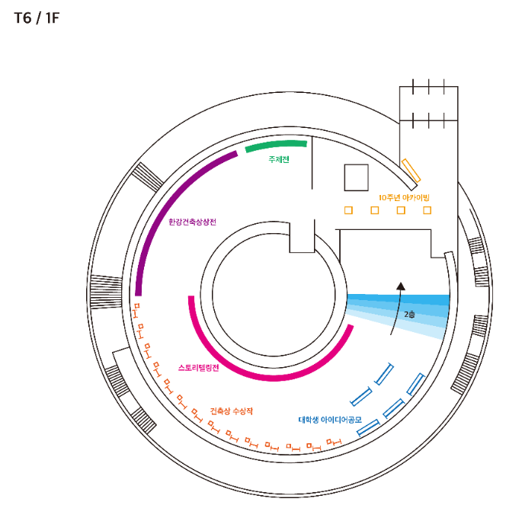 T6 / 1F
주제전
10주년 아카이빙
한강건축상상전
2층
스토리텔링전
건축상 수상작
대학생 아이디어공모